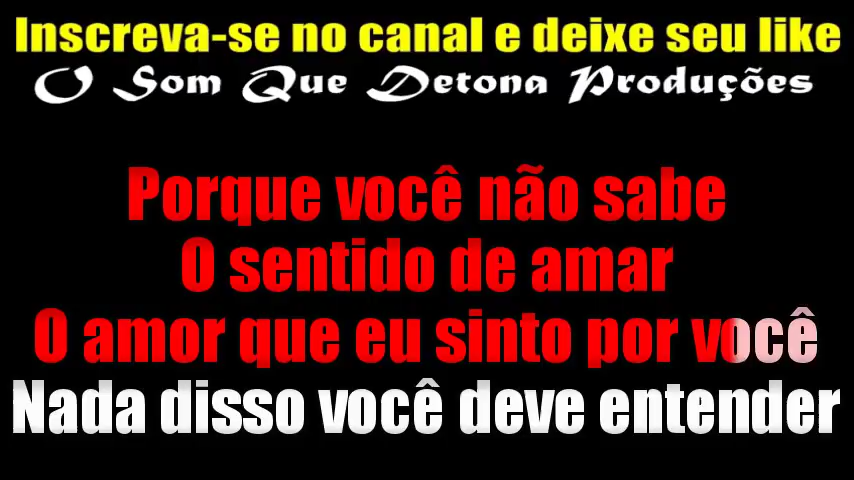 Inscreva-se no canal e deixe seu like
O Som Que Detona Produções
Porque você não sabe
O sentido de amar
O amor que eu sinto por você
Nada disso você deve entender